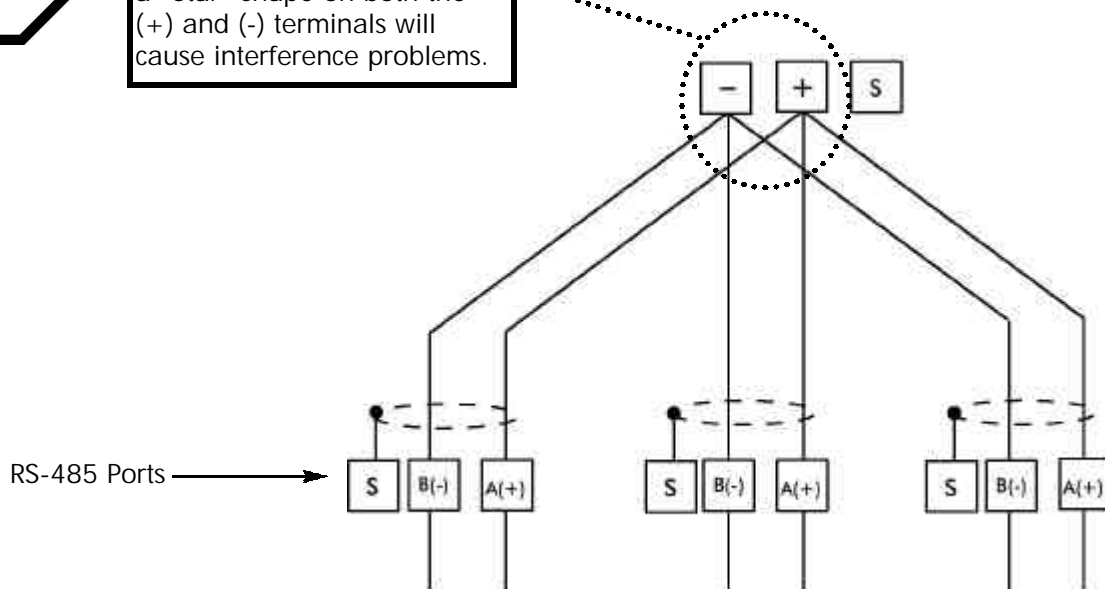 (+) and (-) terminals will
cause interference problems.
- + S
RS-485 Ports
S B(-) A(+) S B(-) A(+) S B(-) A(+)